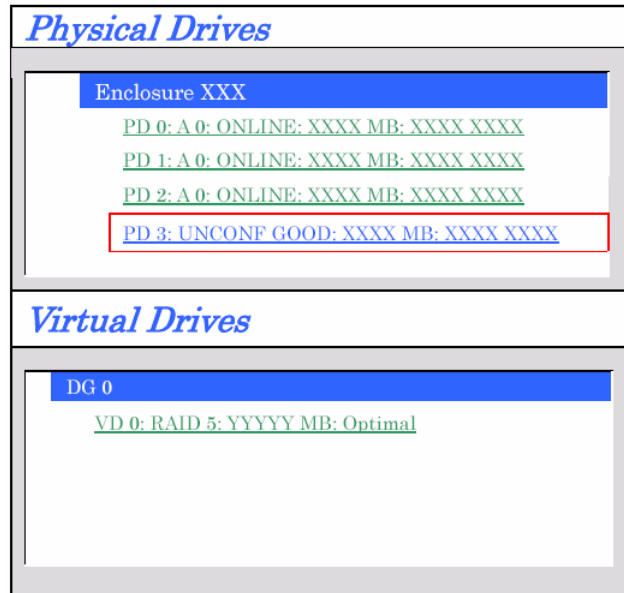 Physical Drives
Enclosure XXX
PD 0: A 0: ONLINE: XXXX MB: XXXX XXXX
PD 1: A 0: ONLINE: XXXX MB: XXXX XXXX
PD 2: A 0: ONLINE: XXXX MB: XXXX XXXX
PD 3: UNCONF GOOD: XXXX MB: XXXX XXXX
Virtual Drives
DG 0
VD 0: RAID 5: YYYYY MB: Optimal